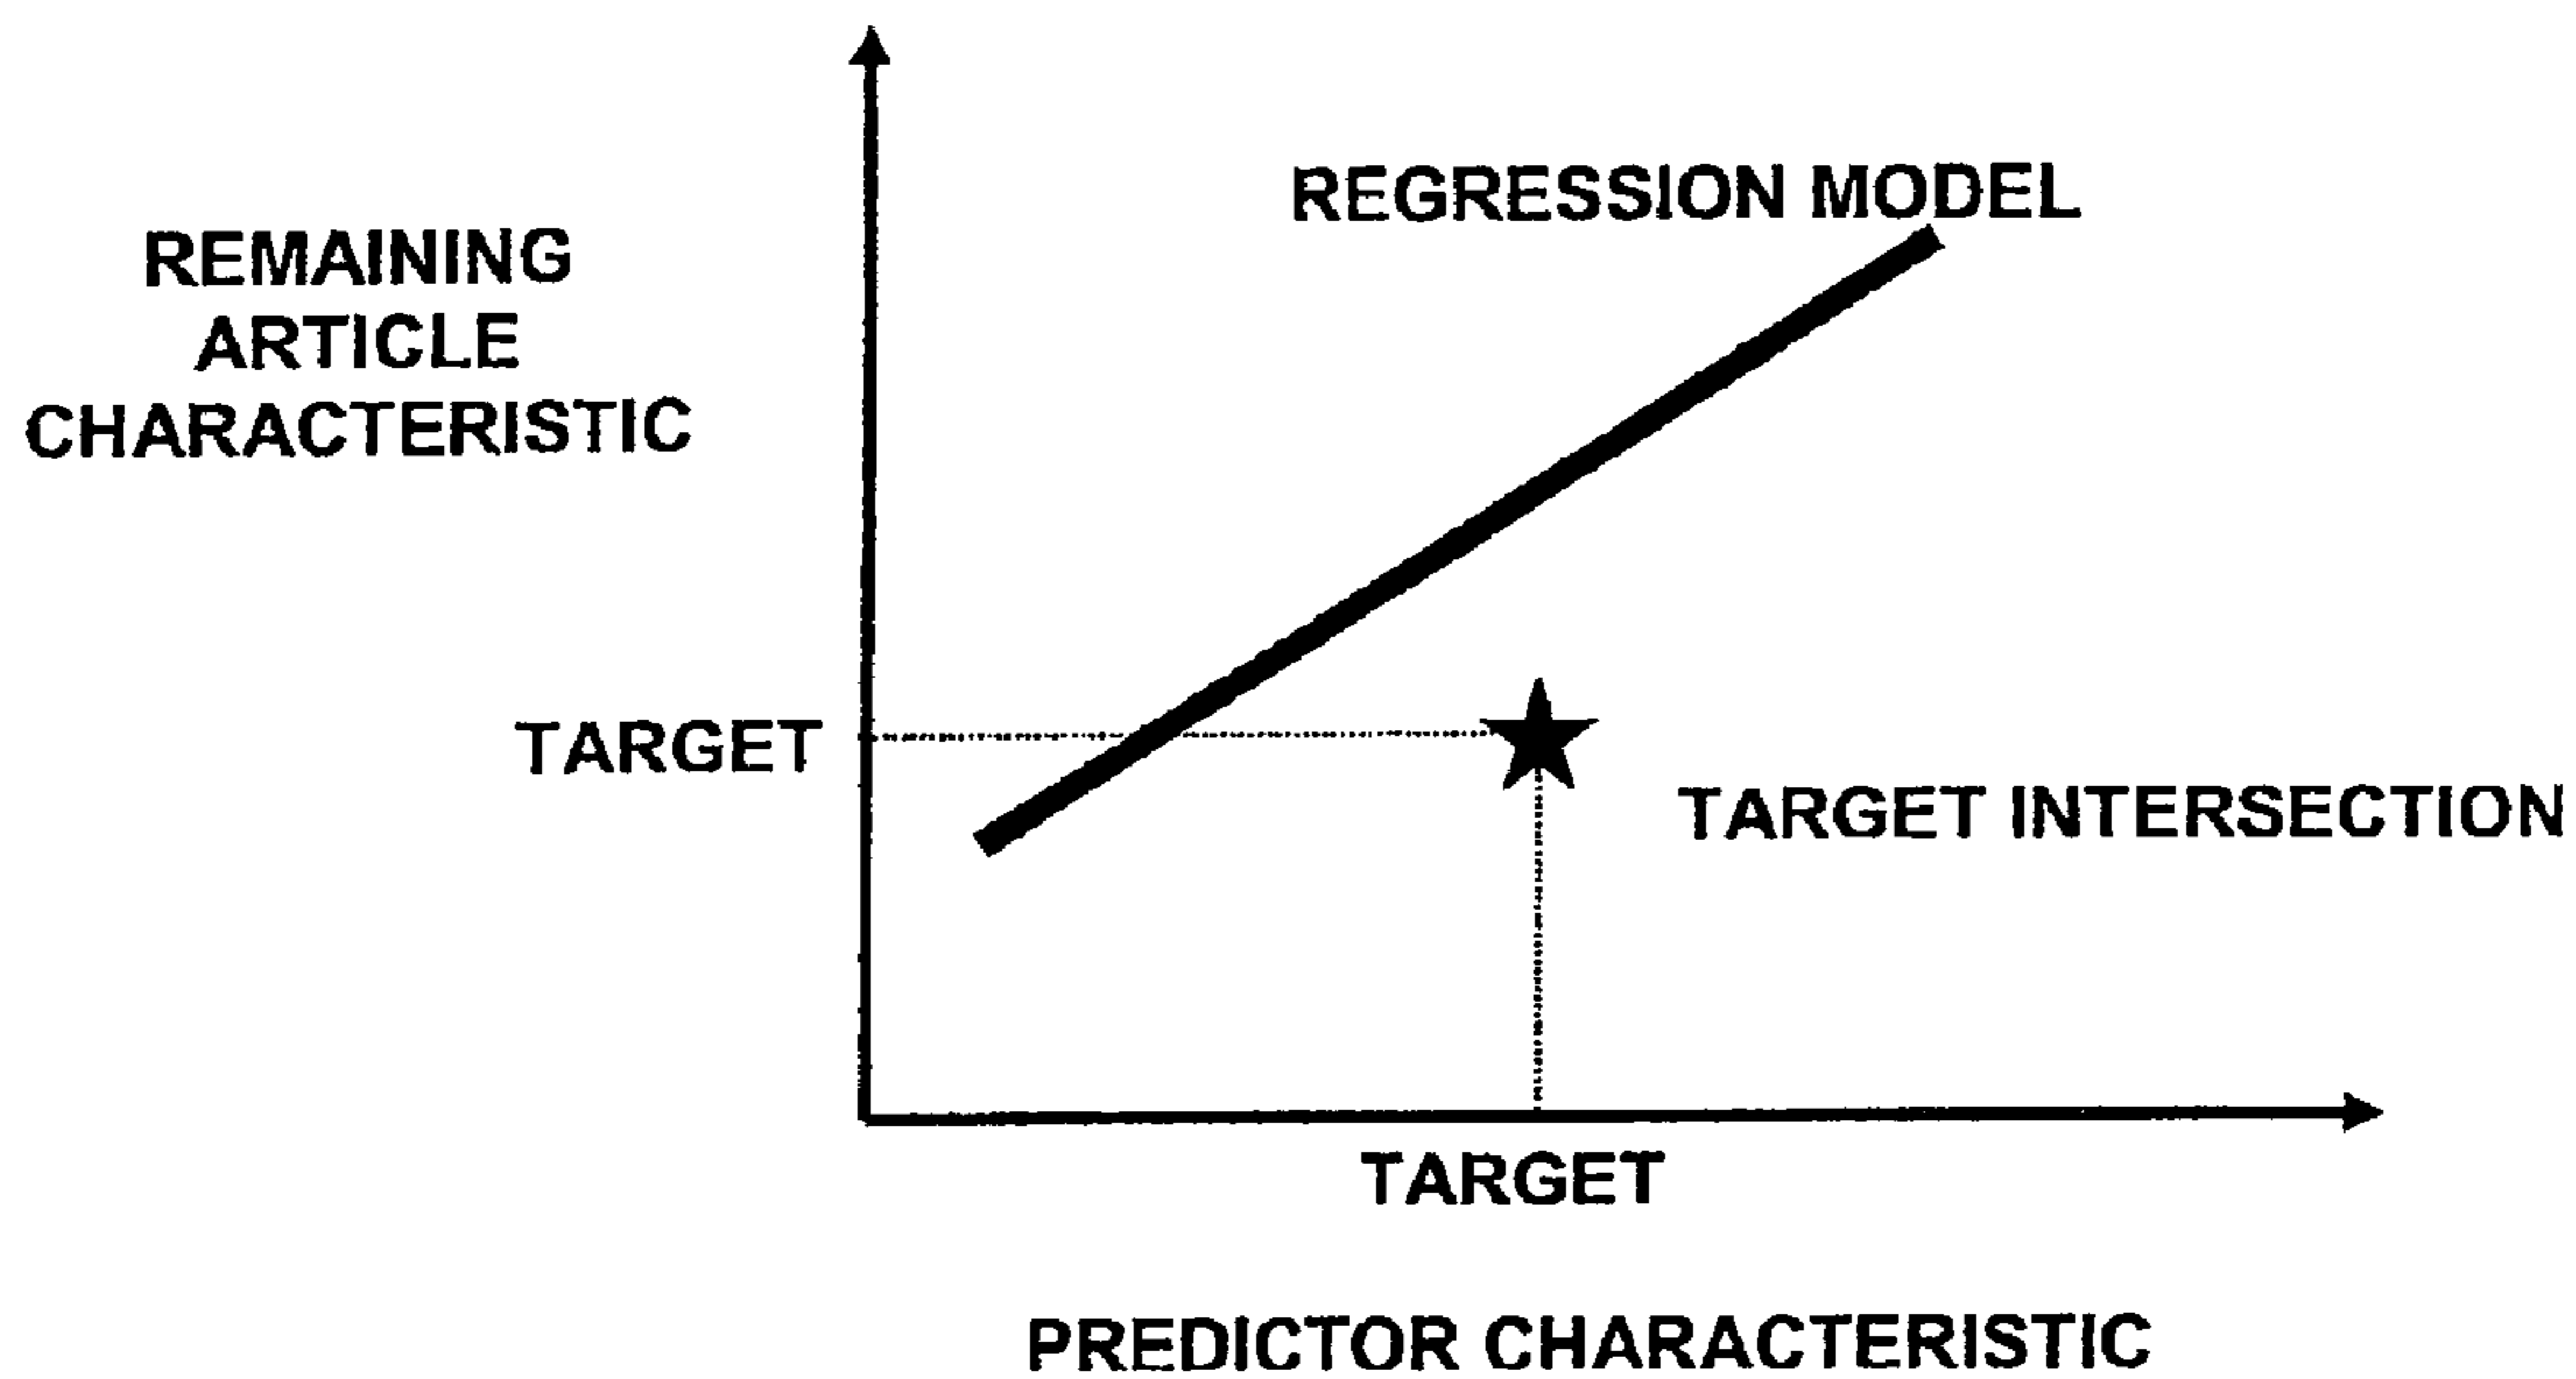 REGRESSION MODEL
REMAINING
ARTICLE
CHARACTERISTIC
TARGET
TARGET INTERSECTION
TARGET
PREDICTOR CHARACTERISTIC